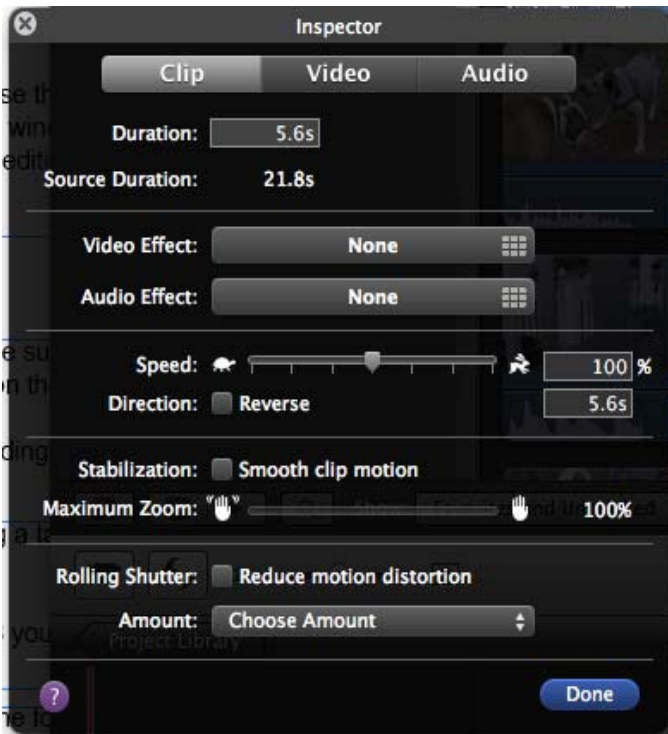 Inspector
Clip Video Audio
Duration: 5.6s
Source Duration: 21.8s
Video Effect: None
Audio Effect: None
Speed: 100 %
Direction: Reverse 5.6s
Stabilization: Smooth clip motion
Maximum Zoom: 100%
Rolling Shutter: Reduce motion distortion
Amount: Choose Amount
Project Library
? Done